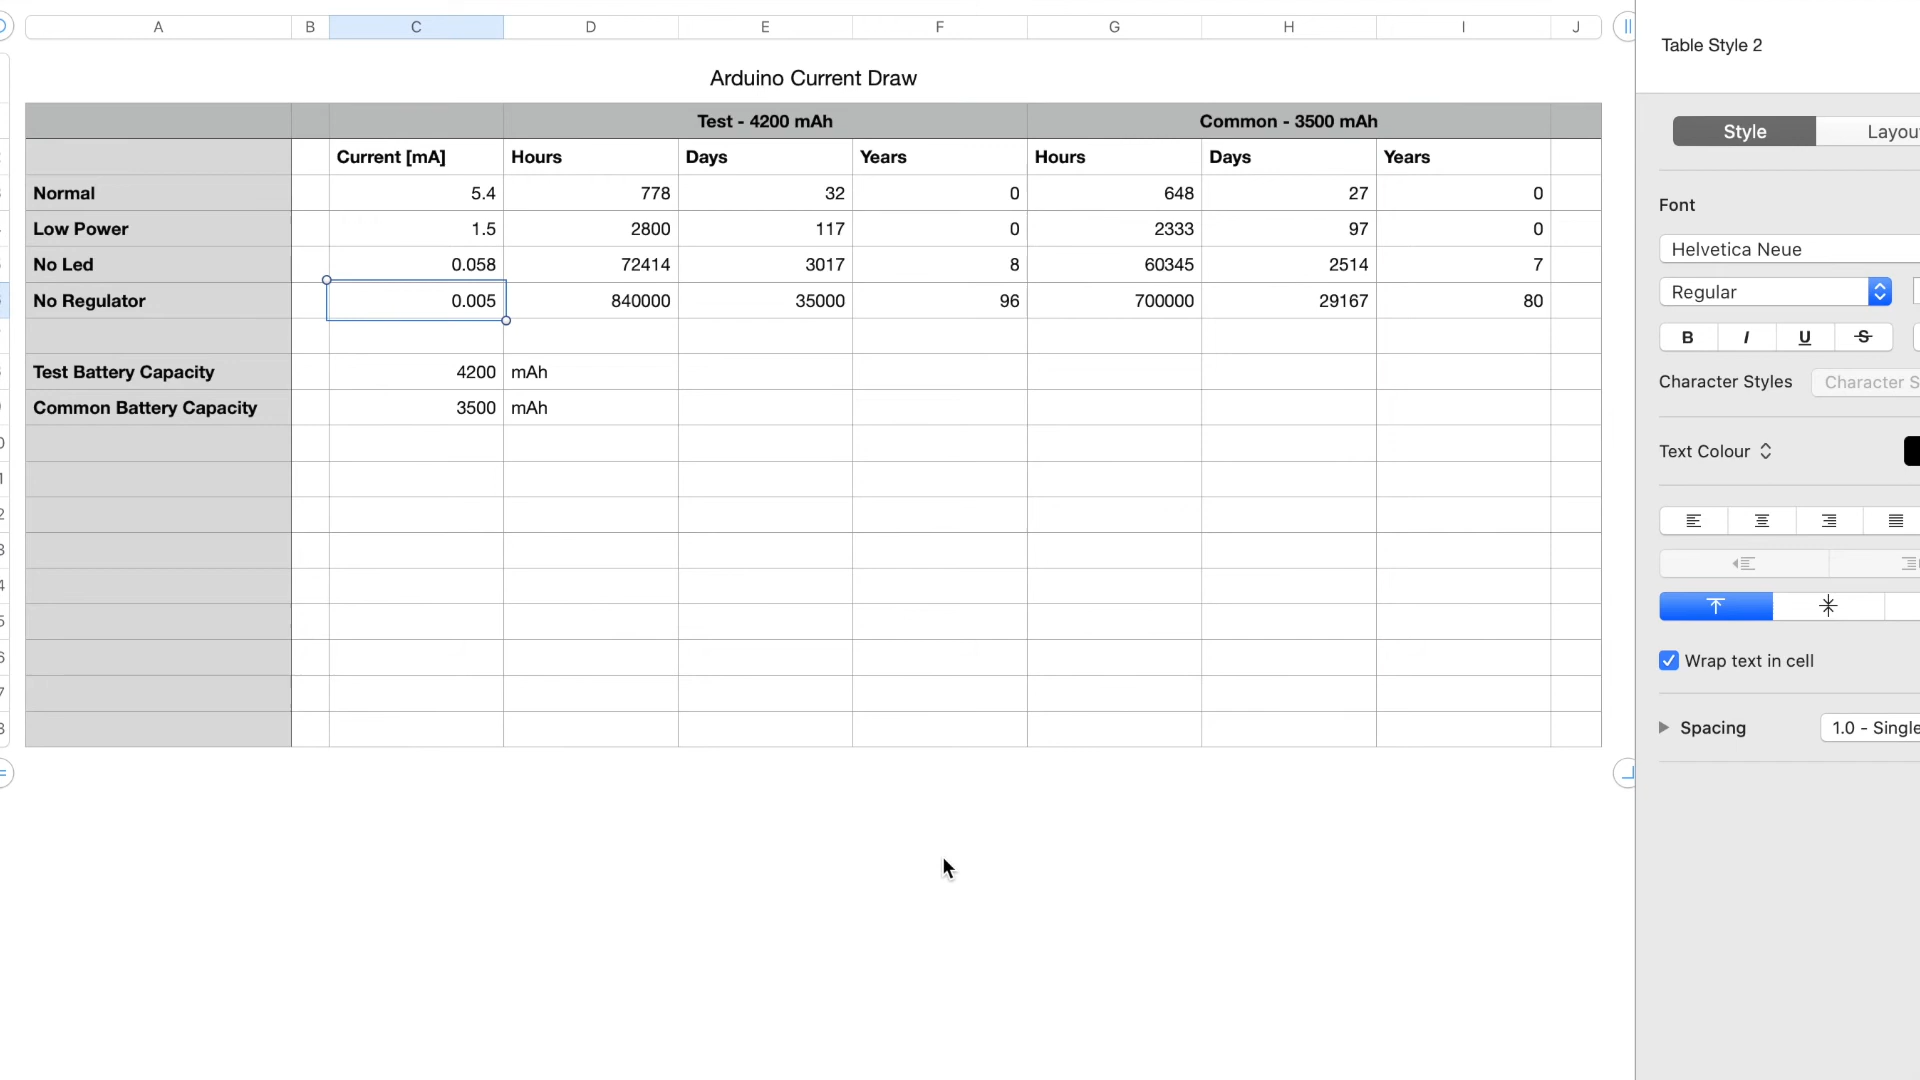 A B C D E F G H I J
Table Style 2
Arduino Current Draw
Test - 4200 mAh Common - 3500 mAh
Style Layou
Current [mA] Hours Days Years Hours Days Years
Normal 5.4 778 32 0 648 27 0
Low Power 1.5 2800 117 0 2333 97 0
No Led 0.058 72414 3017 8 60345 2514 7
No Regulator 0.005 840000 35000 96 700000 29167 80
Test Battery Capacity 4200 mAh
Common Battery Capacity 3500 mAh
Font
Helvetica Neue
Regular
B I U S
Character Styles Character S
Text Colour
Wrap text in cell
Spacing 1.0 - Single